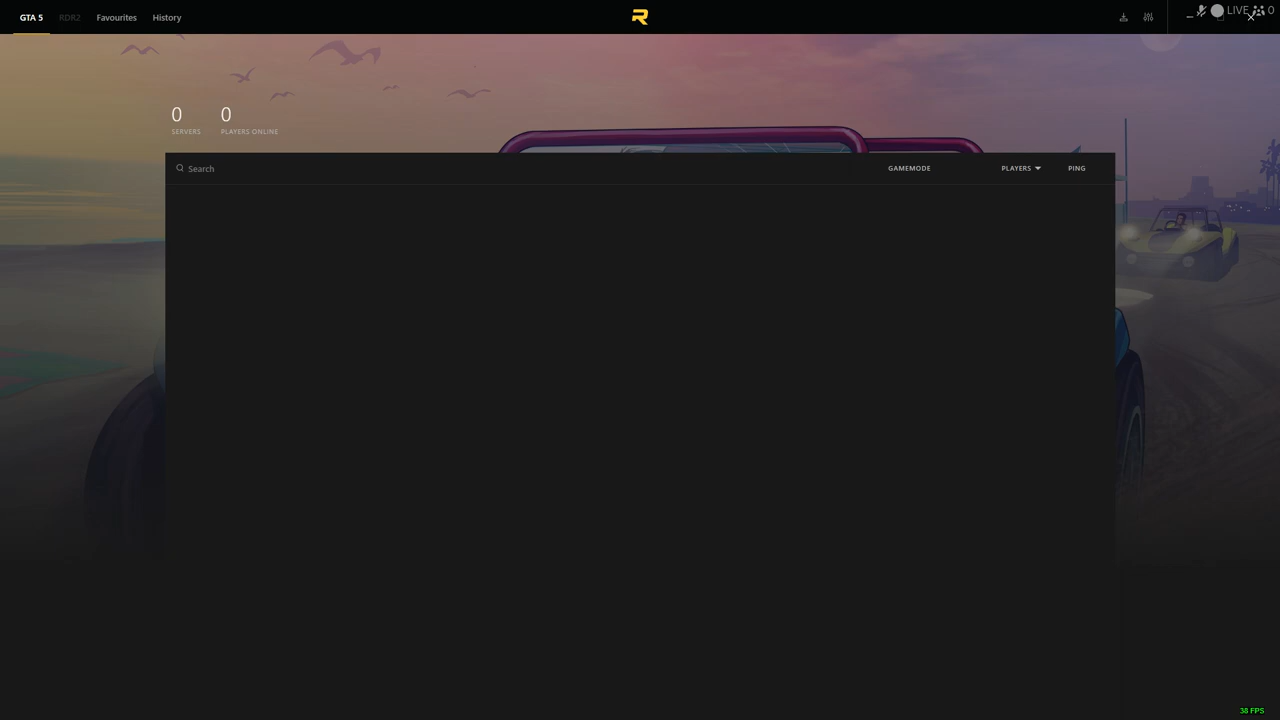 GTA 5 RDR2 Favourites History LIVE 0
0 0
SERVERS PLAYERS ONLINE
Search GAMEMODE PLAYERS PING
38 FPS